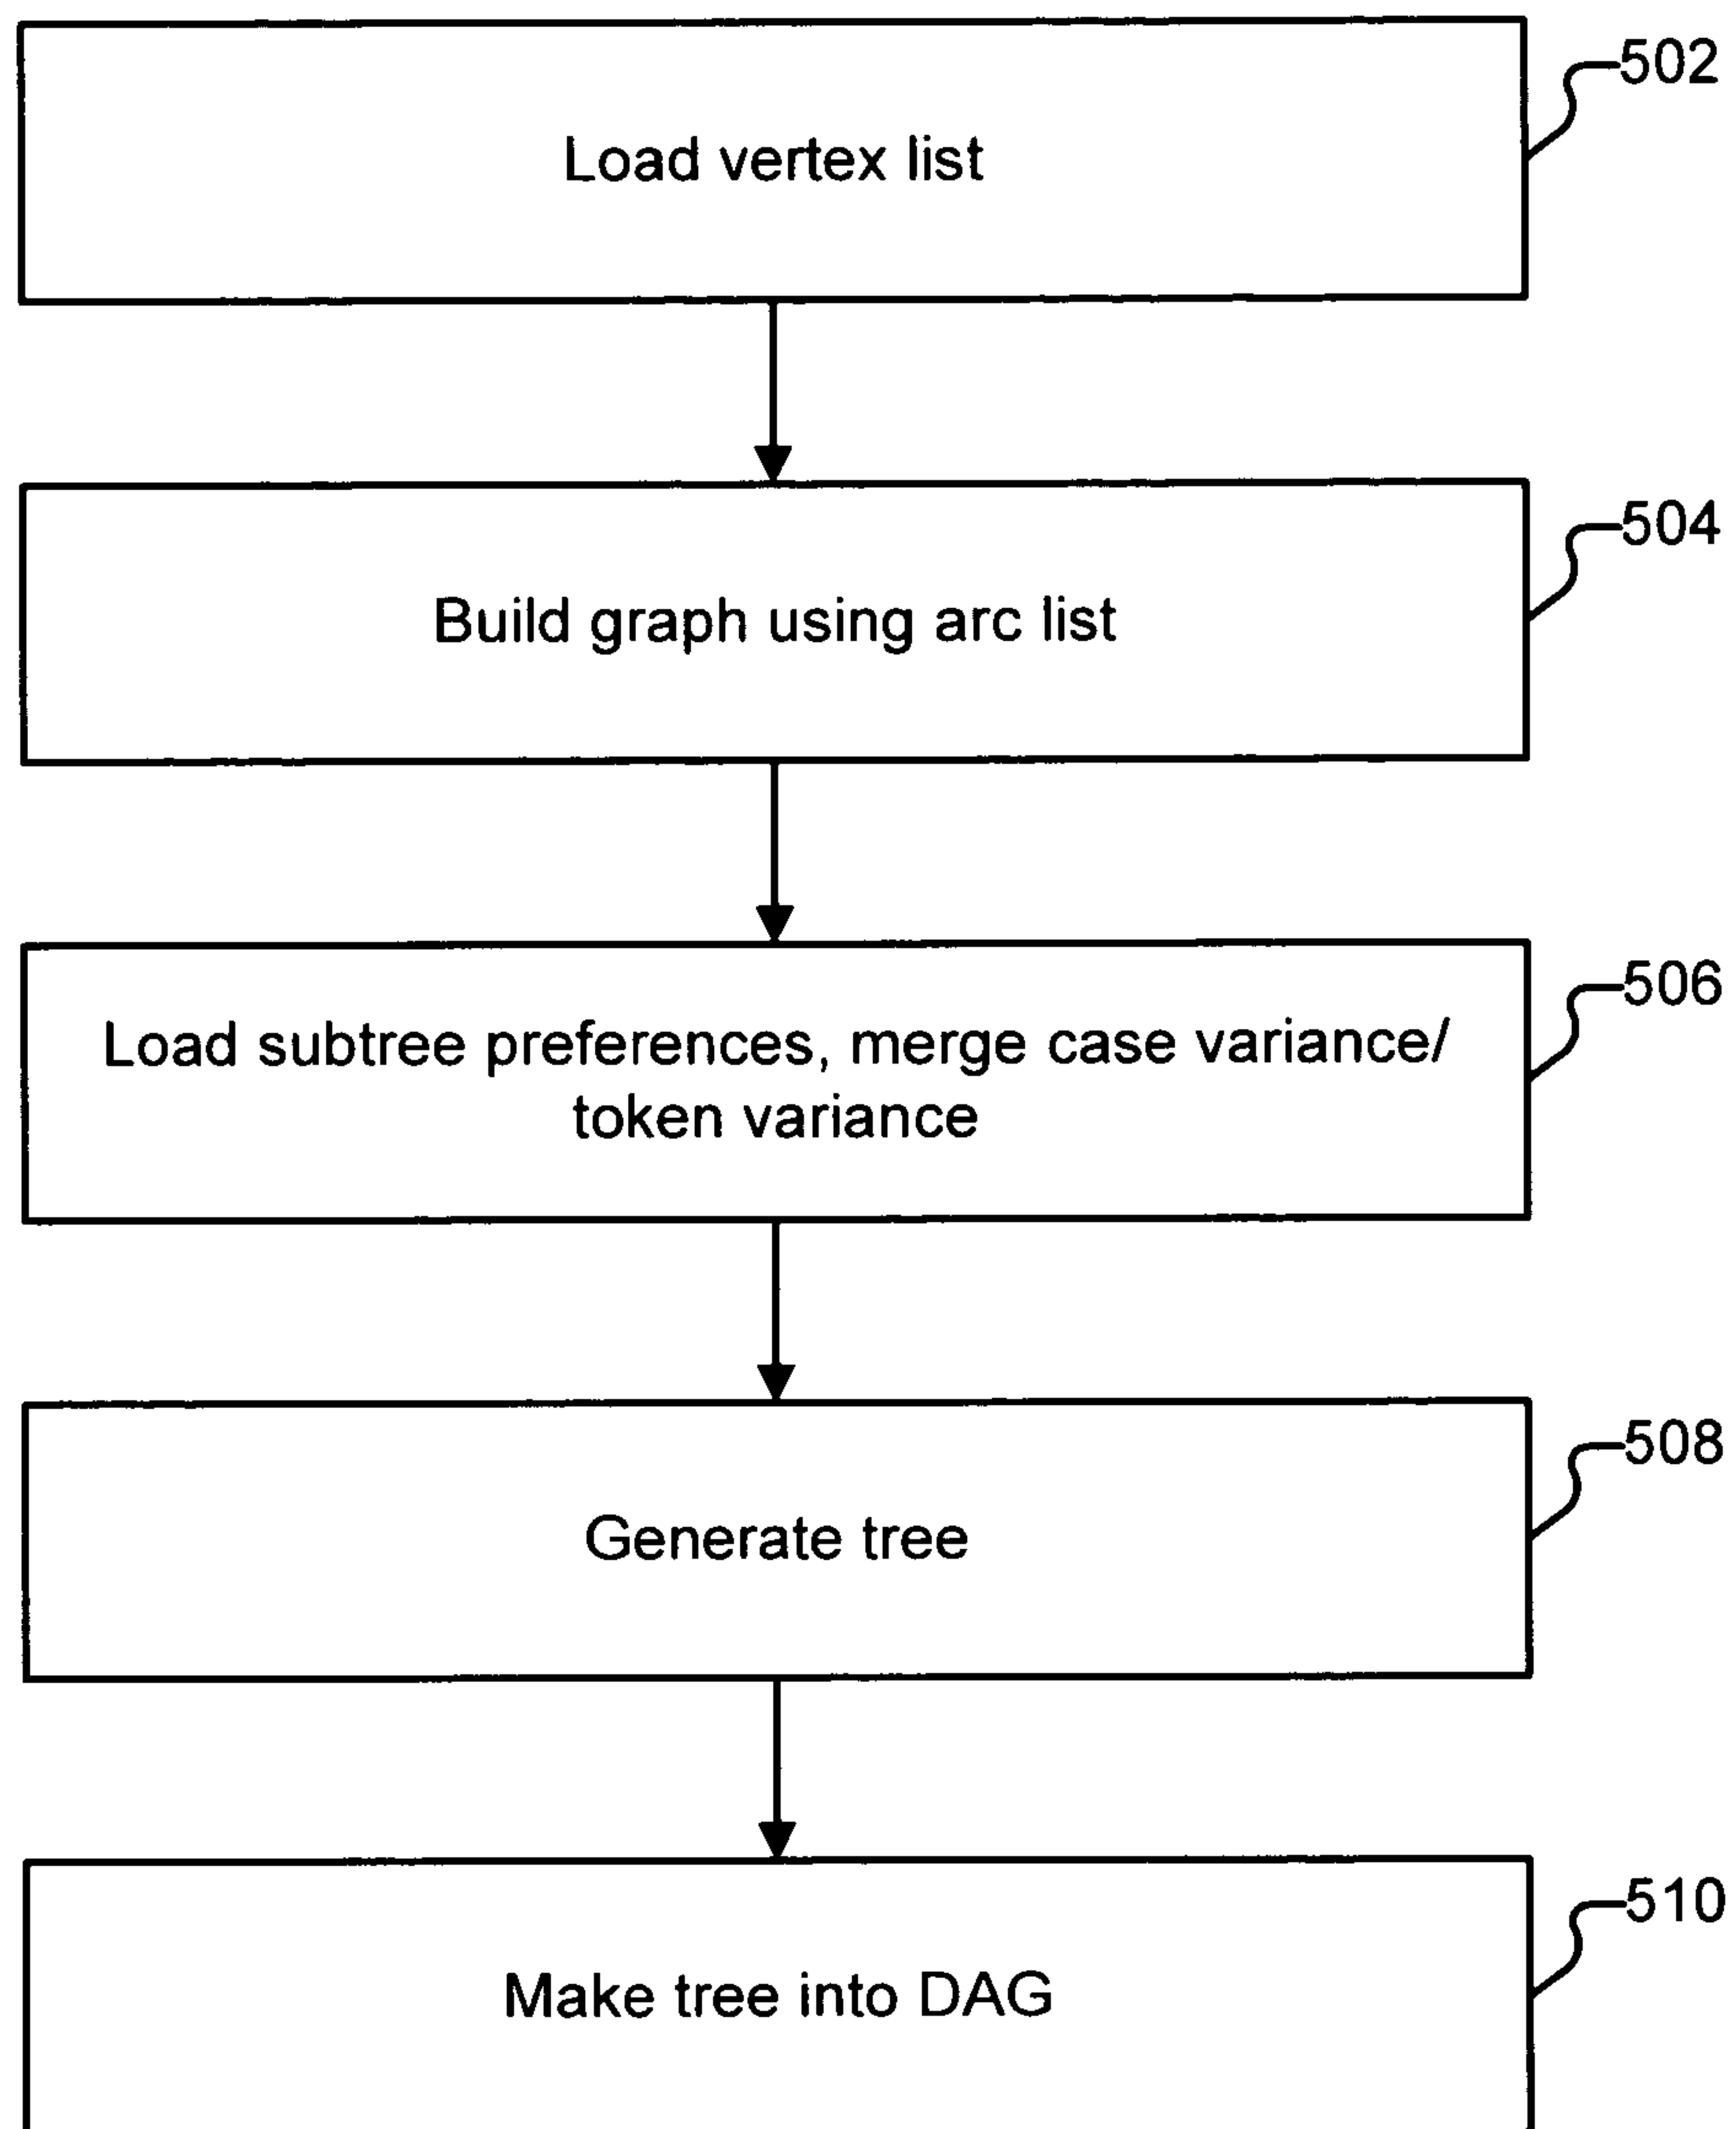 502
Load vertex list
504
Build graph using arc list
506
Load subtree preferences, merge case variance/
token variance
508
Generate tree
510
Make tree into DAG